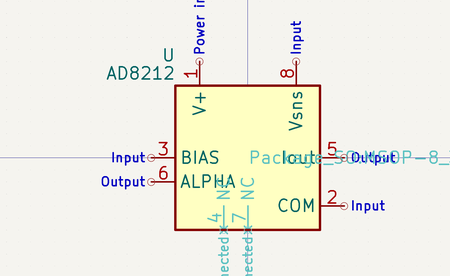 Power in
Input
U
AD8212
1
8
V+
Vsns
Input 3 BIAS
Iout 5 Output
Package_SO:MSOP-8_
Output 6 ALPHA
NC
NC
4
7
COM 2 Input
nected
nected